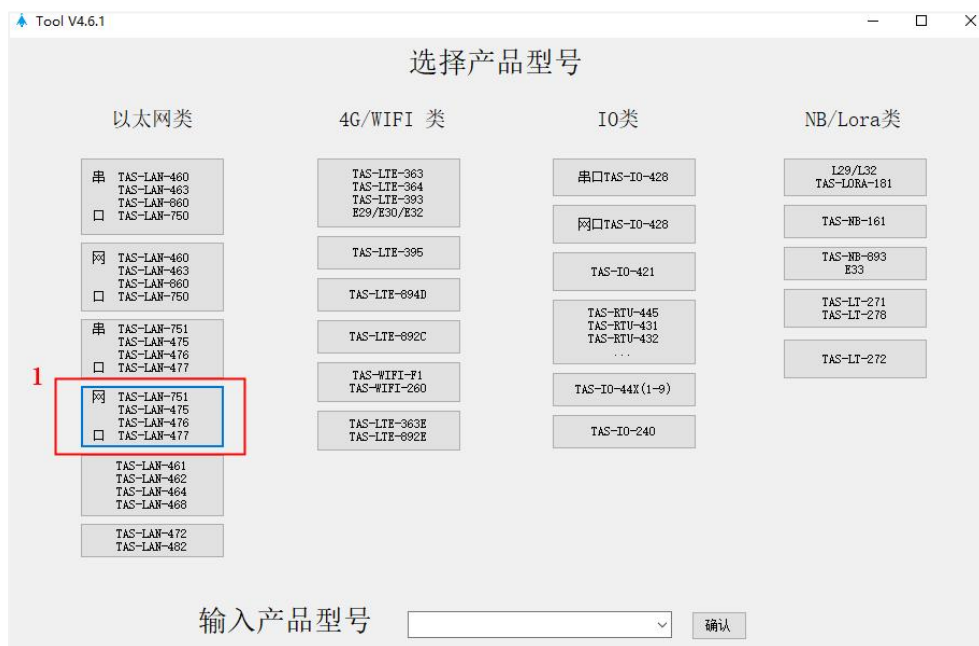 Tool V4.6.1
选择产品型号
以太网类
4G/WIFI 类
IO类
NB/Lora类
串 TAS-LAN-460
TAS-LAN-463
TAS-LAN-860
口 TAS-LAN-750
网 TAS-LAN-460
TAS-LAN-463
TAS-LAN-860
口 TAS-LAN-750
串 TAS-LAN-751
TAS-LAN-475
TAS-LAN-476
口 TAS-LAN-477
1
网 TAS-LAN-751
TAS-LAN-475
TAS-LAN-476
口 TAS-LAN-477
TAS-LAN-461
TAS-LAN-462
TAS-LAN-464
TAS-LAN-468
TAS-LAN-472
TAS-LAN-482
TAS-LTE-363
TAS-LTE-364
TAS-LTE-393
E29/E30/E32
TAS-LTE-395
TAS-LTE-894D
TAS-LTE-892C
TAS-WIFI-F1
TAS-WIFI-260
TAS-LTE-363E
TAS-LTE-892E
串口TAS-IO-428
网口TAS-IO-428
TAS-IO-421
TAS-RTU-445
TAS-RTU-431
TAS-RTU-432
...
TAS-IO-44X(1-9)
TAS-IO-240
L29/L32
TAS-LORA-181
TAS-NB-161
TAS-NB-893
E33
TAS-LT-271
TAS-LT-278
TAS-LT-272
输入产品型号
确认